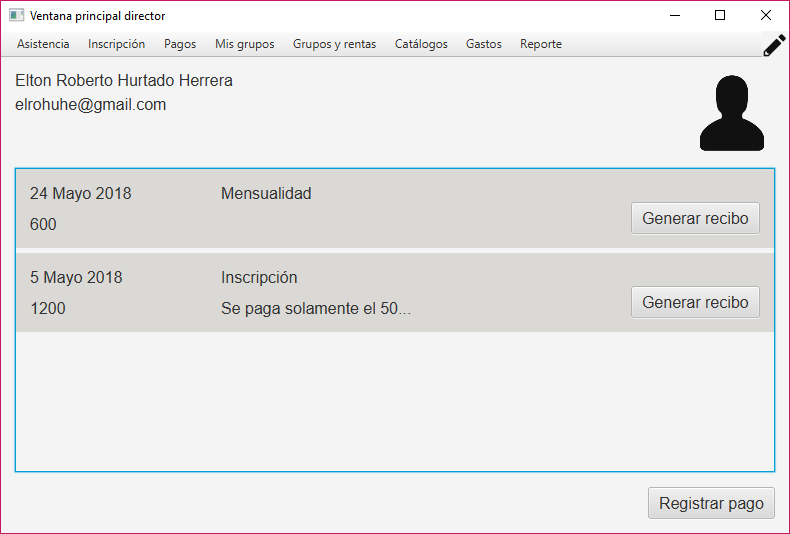 Ventana principal director
Asistencia Inscripción Pagos Mis grupos Grupos y rentas Catálogos Gastos Reporte
Elton Roberto Hurtado Herrera
elrohuhe@gmail.com
24 Mayo 2018 Mensualidad
600 Generar recibo
5 Mayo 2018 Inscripción
1200 Se paga solamente el 50... Generar recibo
Registrar pago